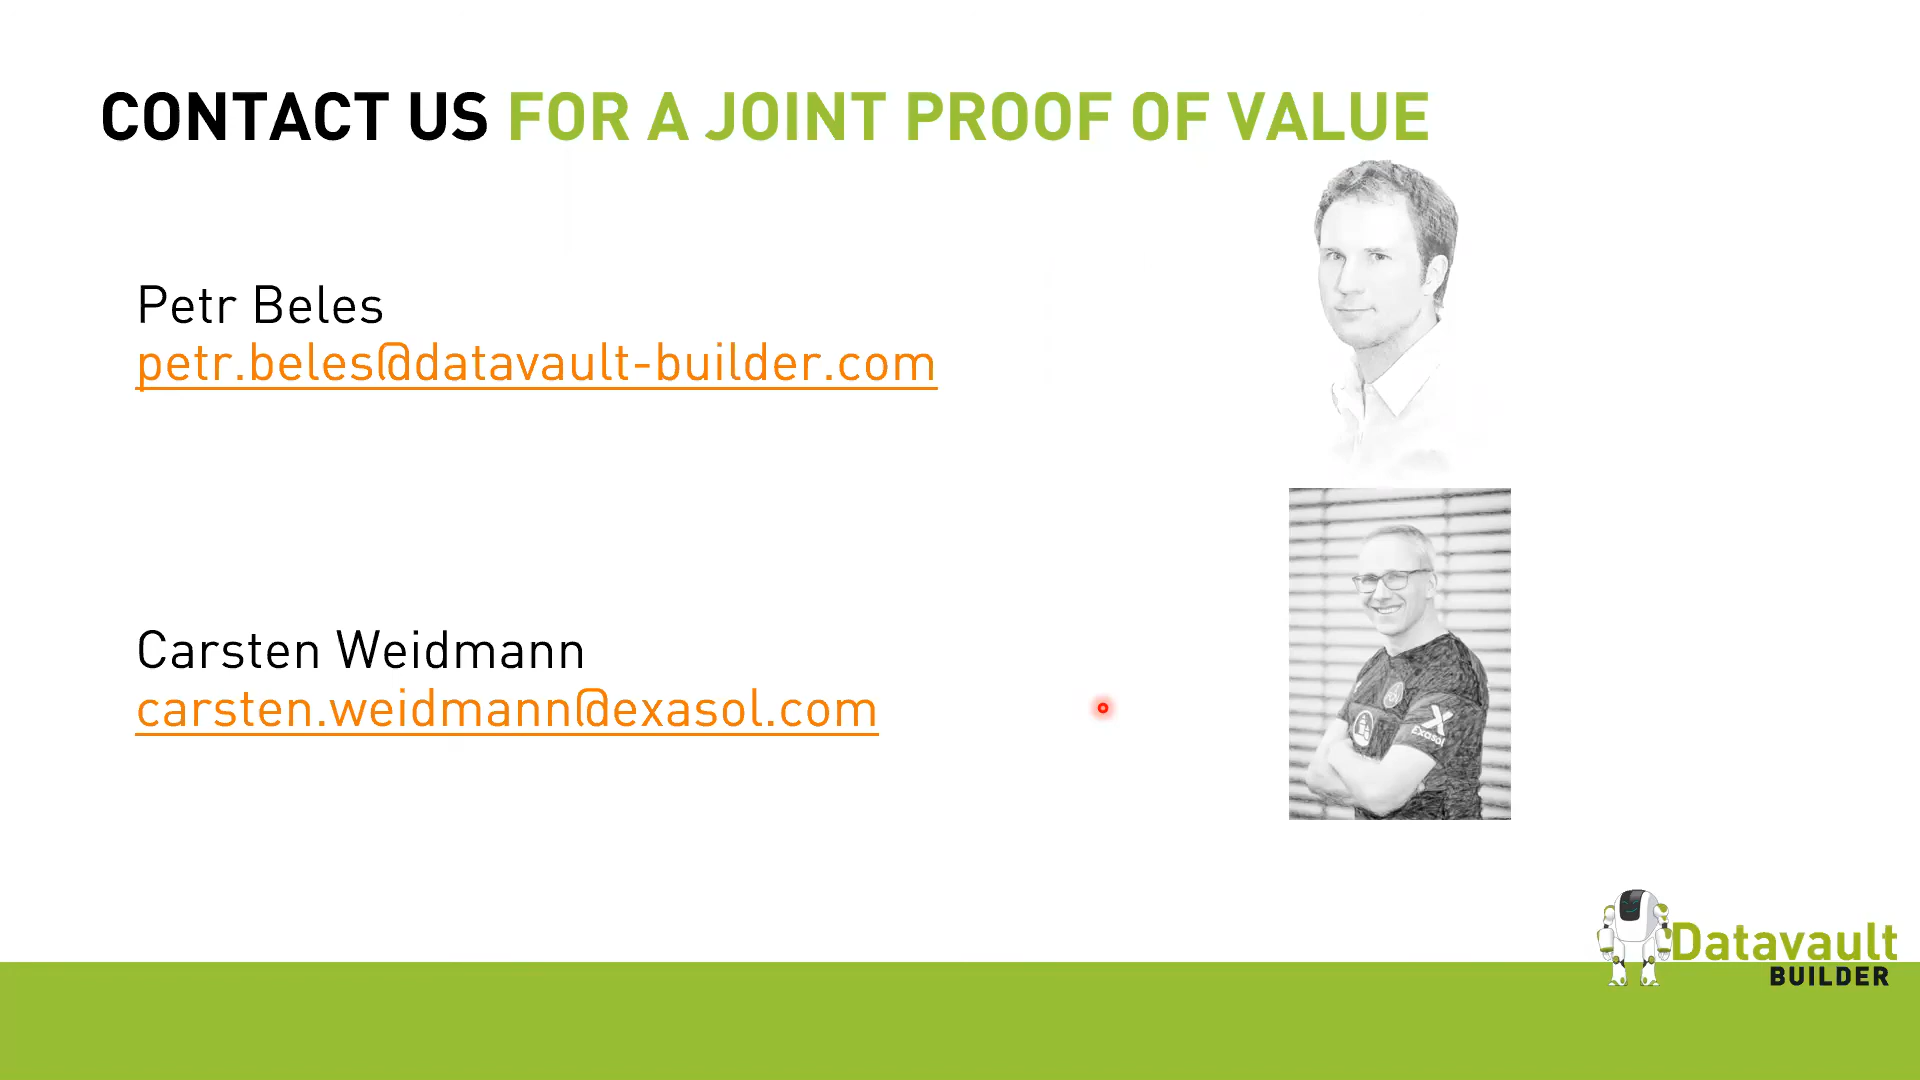 CONTACT US FOR A JOINT PROOF OF VALUE
Petr Beles
petr.beles@datavault-builder.com
Carsten Weidmann
carsten.weidmann@exasol.com
Exasol
Datavault
BUILDER